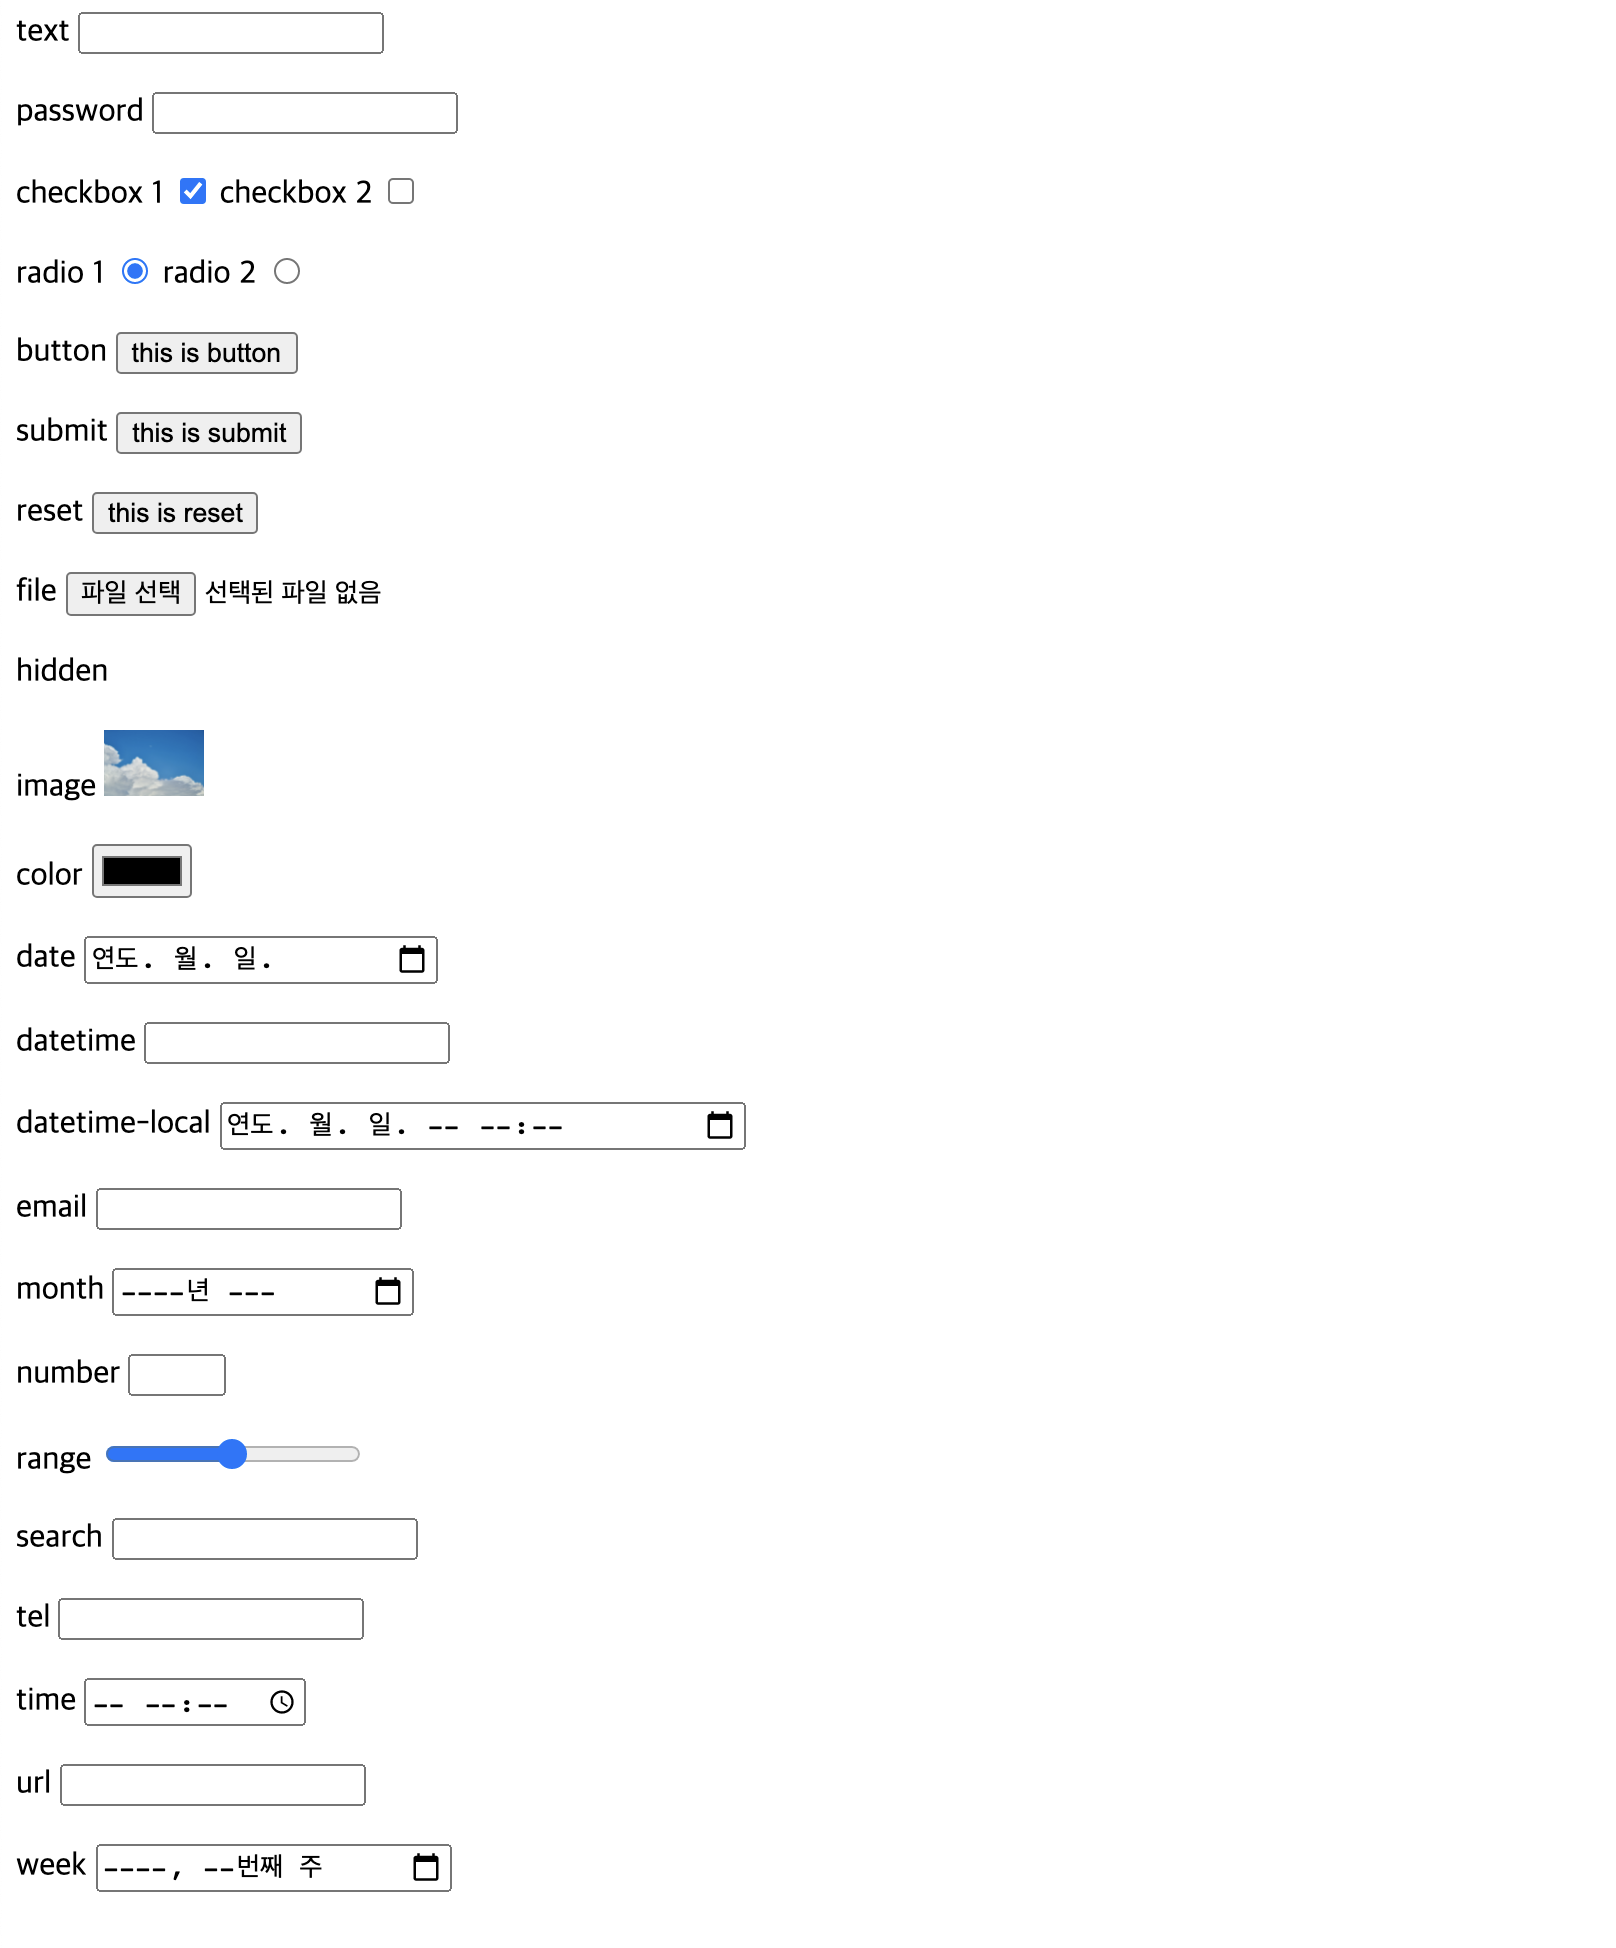 text
password
checkbox 1 checkbox 2
radio 1 radio 2
button this is button
submit this is submit
reset this is reset
file 파일 선택 선택된 파일 없음
hidden
image
color
date 연도. 월. 일.
datetime
datetime-local 연도. 월. 일. -- --:--
email
month ----년 ---
number
range
search
tel
time -- --:--
url
week ----, --번째 주